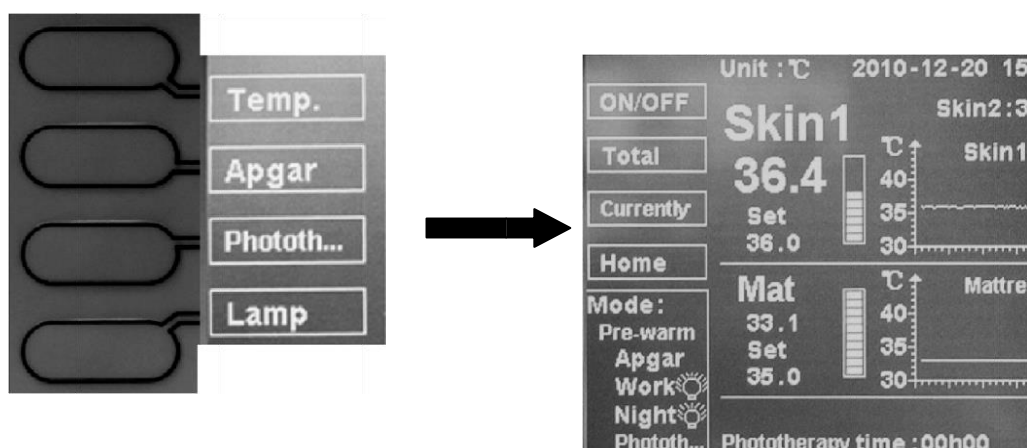 Temp.
Apgar
Phototh...
Lamp
Unit : ℃ 2010-12-20 15
ON/OFF
Total
Currently
Home
Mode:
Pre-warm
Apgar
Work
Night
Phototh...
Skin1
36.4
Set
36.0
Skin2:3
℃ Skin1
40
35
30
Mat
33.1
Set
35.0
℃ Mattre
40
35
30
Phototherapy time :00h00